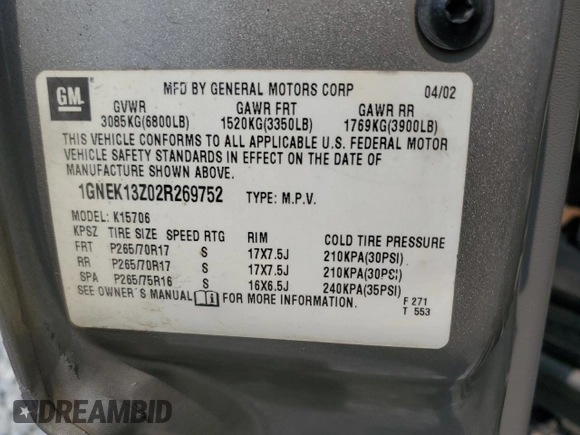 GM
MFD BY GENERAL MOTORS CORP 04/02
GVWR GAWR FRT GAWR RR
3085KG(6800LB) 1520KG(3350LB) 1769KG(3900LB)
THIS VEHICLE CONFORMS TO ALL APPLICABLE U.S. FEDERAL MOTOR
VEHICLE SAFETY STANDARDS IN EFFECT ON THE DATE OF
MANUFACTURE SHOWN ABOVE.
1GNEK13Z02R269752 TYPE: M.P.V.
MODEL: K15706
KPSZ TIRE SIZE SPEED RTG RIM COLD TIRE PRESSURE
FRT P265/70R17 S 17X7.5J 210KPA(30PSI)
RR P265/70R17 S 17X7.5J 210KPA(30PSI)
SPA P265/75R16 S 16X6.5J 240KPA(35PSI)
SEE OWNER'S MANUAL FOR MORE INFORMATION. F 271
T 553
DREAMBID